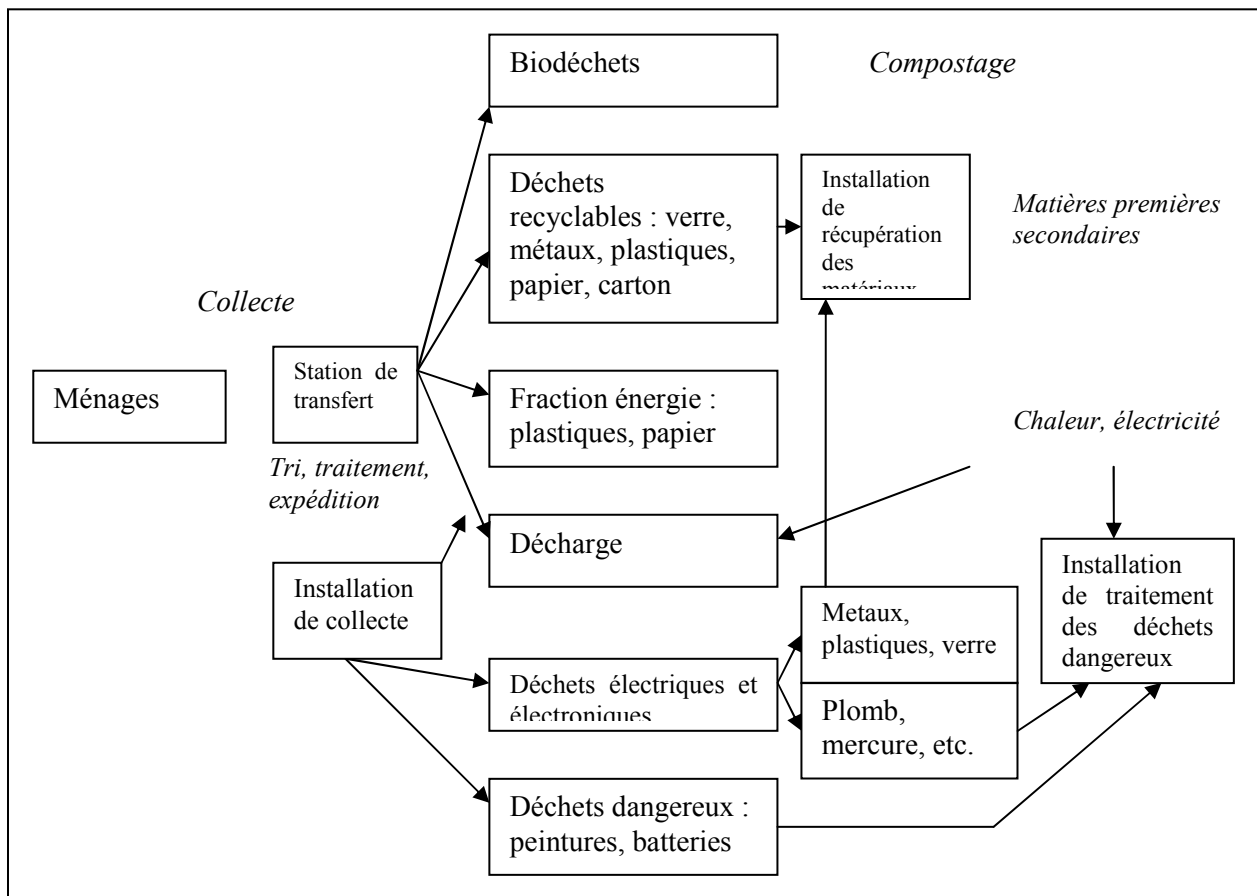 Biodéchets
Compostage
Déchets
recyclables : verre,
métaux, plastiques,
papier, carton
Installation
de
récupération
des
matériaux
Matières premières
secondaires
Collecte
Ménages
Station de
transfert
Tri, traitement,
expédition
Fraction énergie :
plastiques, papier
Chaleur, électricité
Décharge
Installation
de collecte
Installation
de traitement
des déchets
dangereux
Metaux,
plastiques, verre
Déchets électriques et
électroniques
Plomb,
mercure, etc.
Déchets dangereux :
peintures, batteries